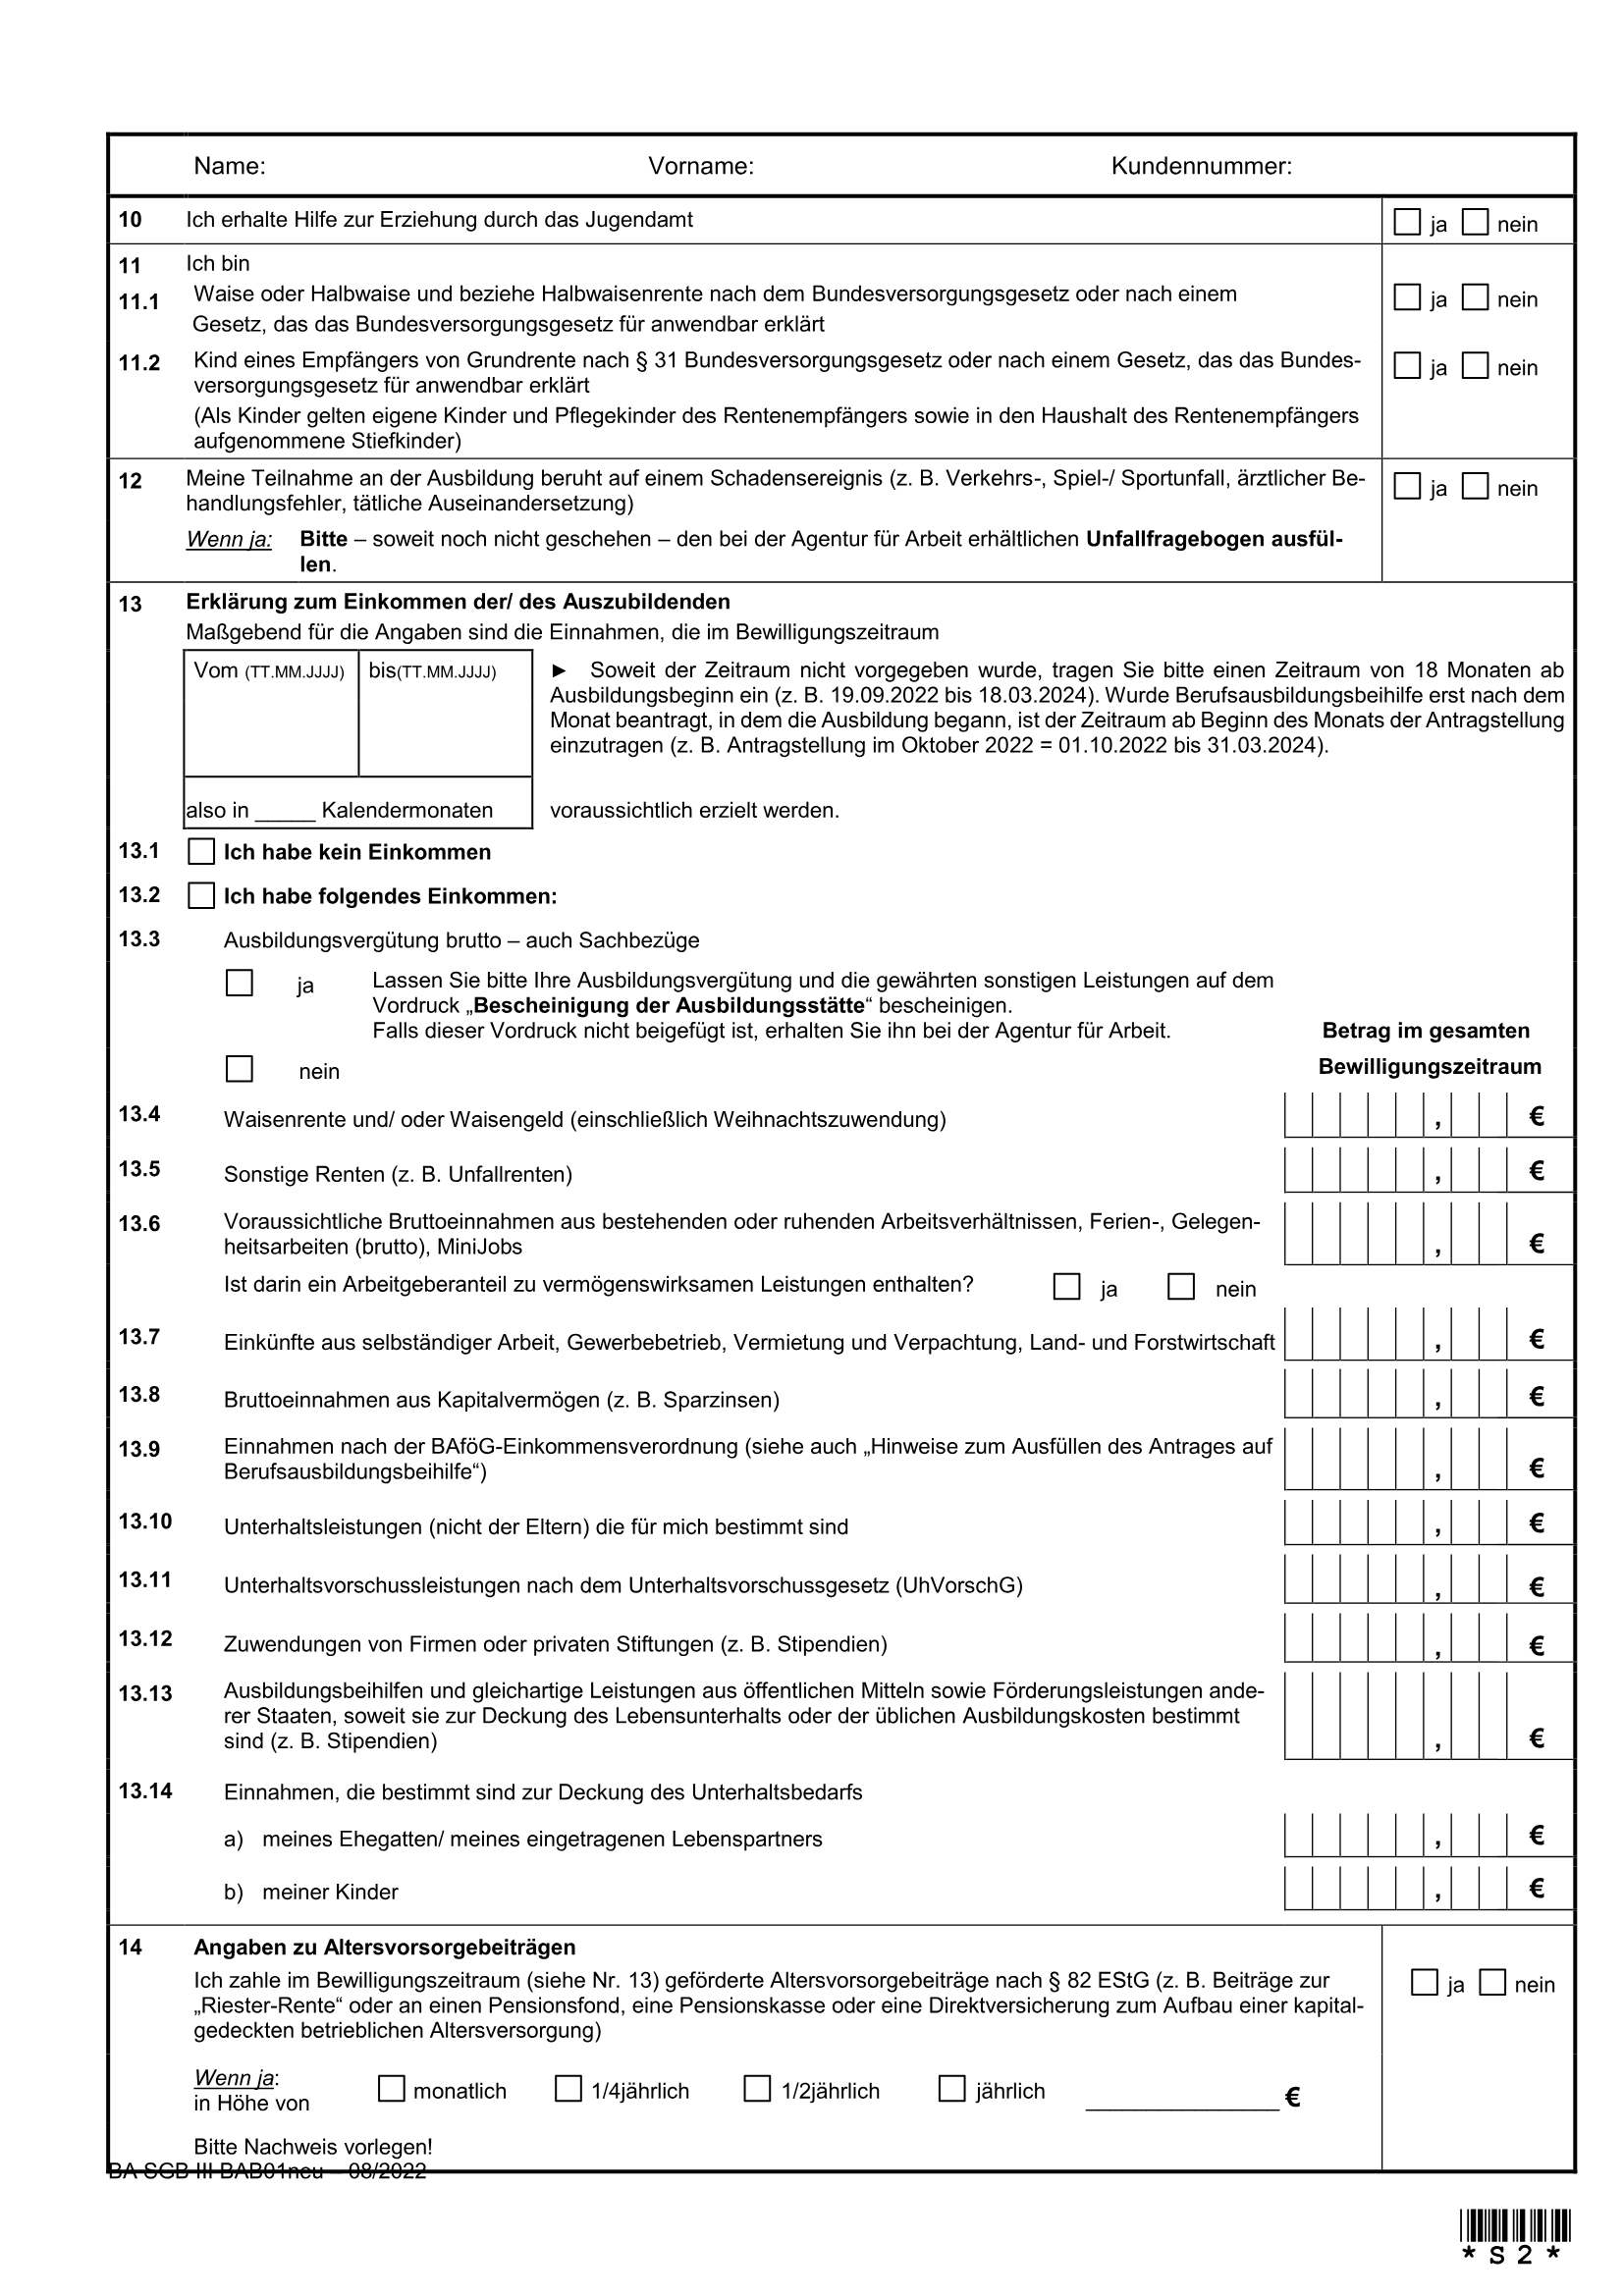 Name: Vorname: Kundennummer:
10 Ich erhalte Hilfe zur Erziehung durch das Jugendamt ja nein
11 Ich bin
11.1 Waise oder Halbwaise und beziehe Halbwaisenrente nach dem Bundesversorgungsgesetz oder nach einem ja nein
Gesetz, das das Bundesversorgungsgesetz für anwendbar erklärt
11.2 Kind eines Empfängers von Grundrente nach § 31 Bundesversorgungsgesetz oder nach einem Gesetz, das das Bundes- ja nein
versorgungsgesetz für anwendbar erklärt
(Als Kinder gelten eigene Kinder und Pflegekinder des Rentenempfängers sowie in den Haushalt des Rentenempfängers
aufgenommene Stiefkinder)
12 Meine Teilnahme an der Ausbildung beruht auf einem Schadensereignis (z. B. Verkehrs-, Spiel-/ Sportunfall, ärztlicher Be- ja nein
handlungsfehler, tätliche Auseinandersetzung)
Wenn ja: Bitte – soweit noch nicht geschehen – den bei der Agentur für Arbeit erhältlichen Unfallfragebogen ausfül-
len.
13 Erklärung zum Einkommen der/ des Auszubildenden
Maßgebend für die Angaben sind die Einnahmen, die im Bewilligungszeitraum
Vom (TT.MM.JJJJ) bis(TT.MM.JJJJ)
► Soweit der Zeitraum nicht vorgegeben wurde, tragen Sie bitte einen Zeitraum von 18 Monaten ab
Ausbildungsbeginn ein (z. B. 19.09.2022 bis 18.03.2024). Wurde Berufsausbildungsbeihilfe erst nach dem
Monat beantragt, in dem die Ausbildung begann, ist der Zeitraum ab Beginn des Monats der Antragstellung
einzutragen (z. B. Antragstellung im Oktober 2022 = 01.10.2022 bis 31.03.2024).
also in _____ Kalendermonaten voraussichtlich erzielt werden.
13.1 Ich habe kein Einkommen
13.2 Ich habe folgendes Einkommen:
13.3 Ausbildungsvergütung brutto – auch Sachbezüge
ja Lassen Sie bitte Ihre Ausbildungsvergütung und die gewährten sonstigen Leistungen auf dem
Vordruck „Bescheinigung der Ausbildungsstätte“ bescheinigen.
Falls dieser Vordruck nicht beigefügt ist, erhalten Sie ihn bei der Agentur für Arbeit. Betrag im gesamten
nein Bewilligungszeitraum
13.4 Waisenrente und/ oder Waisengeld (einschließlich Weihnachtszuwendung) , €
13.5 Sonstige Renten (z. B. Unfallrenten) , €
13.6 Voraussichtliche Bruttoeinnahmen aus bestehenden oder ruhenden Arbeitsverhältnissen, Ferien-, Gelegen-
heitsarbeiten (brutto), MiniJobs , €
Ist darin ein Arbeitgeberanteil zu vermögenswirksamen Leistungen enthalten? ja nein
13.7 Einkünfte aus selbständiger Arbeit, Gewerbebetrieb, Vermietung und Verpachtung, Land- und Forstwirtschaft , €
13.8 Bruttoeinnahmen aus Kapitalvermögen (z. B. Sparzinsen) , €
13.9 Einnahmen nach der BAföG-Einkommensverordnung (siehe auch „Hinweise zum Ausfüllen des Antrages auf
Berufsausbildungsbeihilfe“) , €
13.10 Unterhaltsleistungen (nicht der Eltern) die für mich bestimmt sind , €
13.11 Unterhaltsvorschussleistungen nach dem Unterhaltsvorschussgesetz (UhVorschG) , €
13.12 Zuwendungen von Firmen oder privaten Stiftungen (z. B. Stipendien) , €
13.13 Ausbildungsbeihilfen und gleichartige Leistungen aus öffentlichen Mitteln sowie Förderungsleistungen ande-
rer Staaten, soweit sie zur Deckung des Lebensunterhalts oder der üblichen Ausbildungskosten bestimmt
sind (z. B. Stipendien) , €
13.14 Einnahmen, die bestimmt sind zur Deckung des Unterhaltsbedarfs
a) meines Ehegatten/ meines eingetragenen Lebenspartners , €
b) meiner Kinder , €
14 Angaben zu Altersvorsorgebeiträgen
Ich zahle im Bewilligungszeitraum (siehe Nr. 13) geförderte Altersvorsorgebeiträge nach § 82 EStG (z. B. Beiträge zur ja nein
„Riester-Rente“ oder an einen Pensionsfond, eine Pensionskasse oder eine Direktversicherung zum Aufbau einer kapital-
gedeckten betrieblichen Altersversorgung)
Wenn ja:
in Höhe von monatlich 1/4jährlich 1/2jährlich jährlich ________________ €
Bitte Nachweis vorlegen!
BA SGB III BAB01neu – 08/2022
* S 2 *